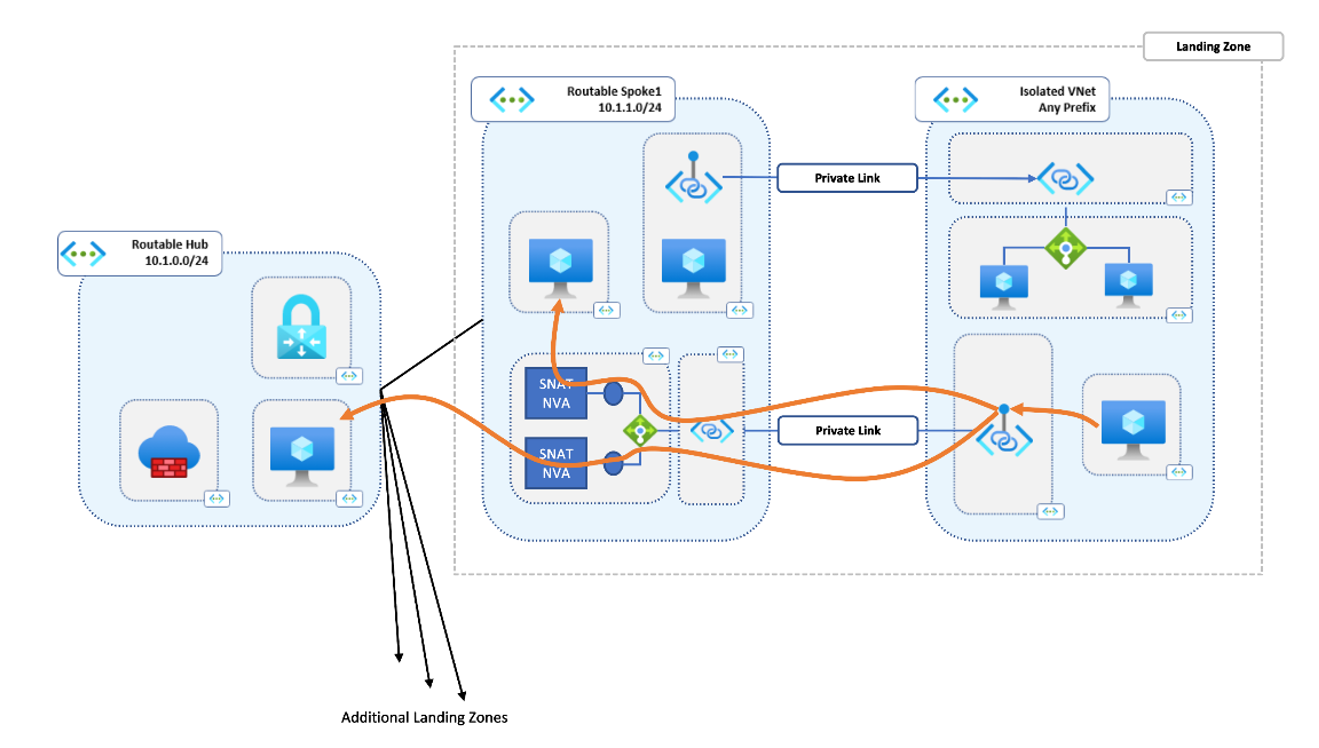 Landing Zone
Routable Spoke1
10.1.1.0/24
Isolated VNet
Any Prefix
Private Link
Routable Hub
10.1.0.0/24
SNAT
NVA
SNAT
NVA
Private Link
Additional Landing Zones